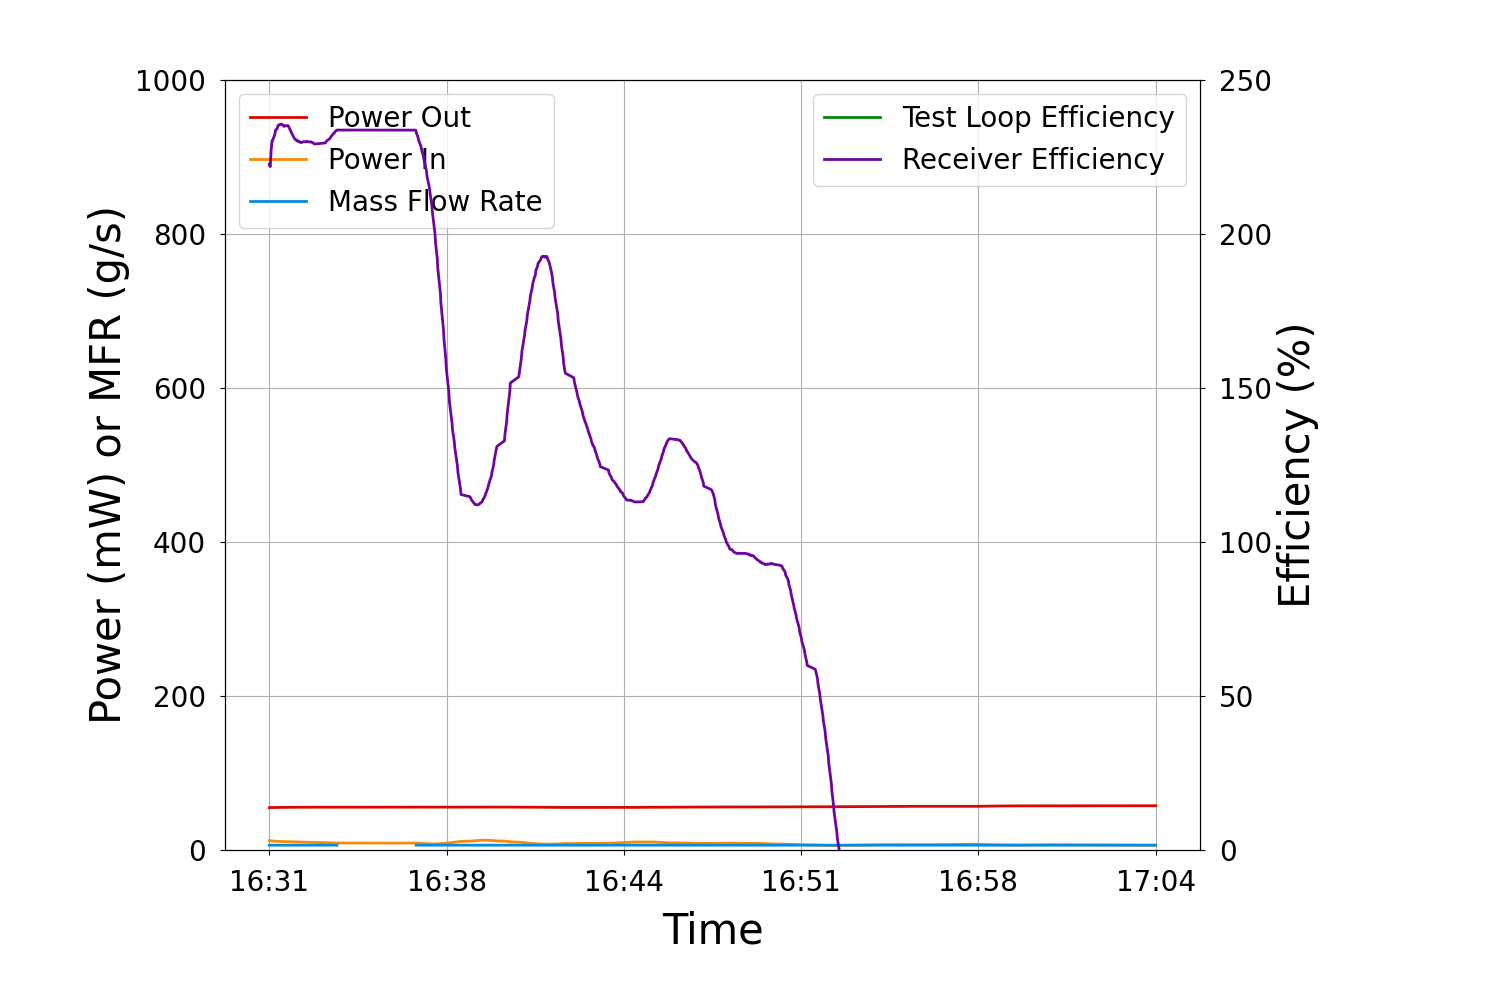 1000
800
600
400
200
0
Power (mW) or MFR (g/s)
Power Out
Power In
Mass Flow Rate
Test Loop Efficiency
Receiver Efficiency
250
200
150
100
50
0
Efficiency (%)
16:31 16:38 16:44 16:51 16:58 17:04
Time